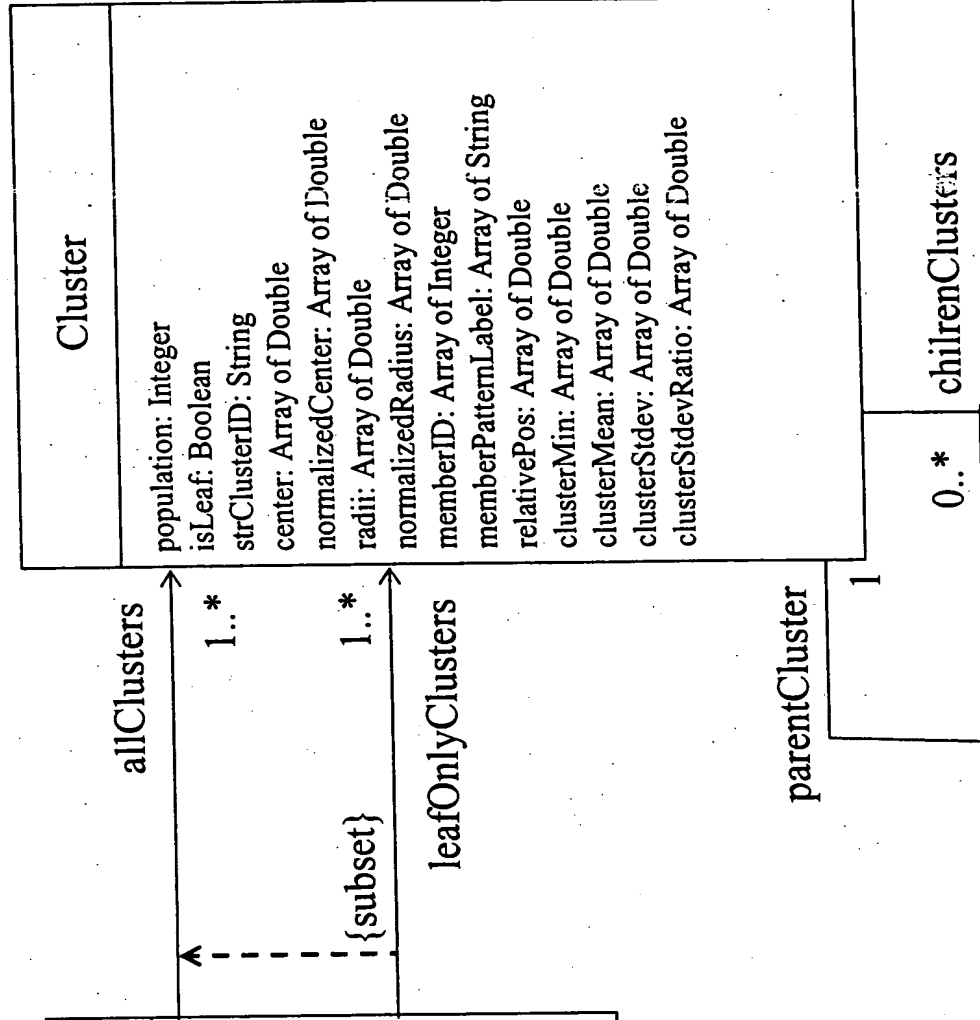 Cluster
population: Integer
isLeaf: Boolean
strClusterID: String
center: Array of Double
normalizedCenter: Array of Double
radii: Array of Double
normalizedRadius: Array of Double
memberID: Array of Integer
memberPatternLabel: Array of String
relativePos: Array of Double
clusterMin: Array of Double
clusterMean: Array of Double
clusterStdev: Array of Double
clusterStdevRatio: Array of Double
allClusters
1..*
{subset}
1..*
leafOnlyClusters
parentCluster
1
0..*
chilrenClusters